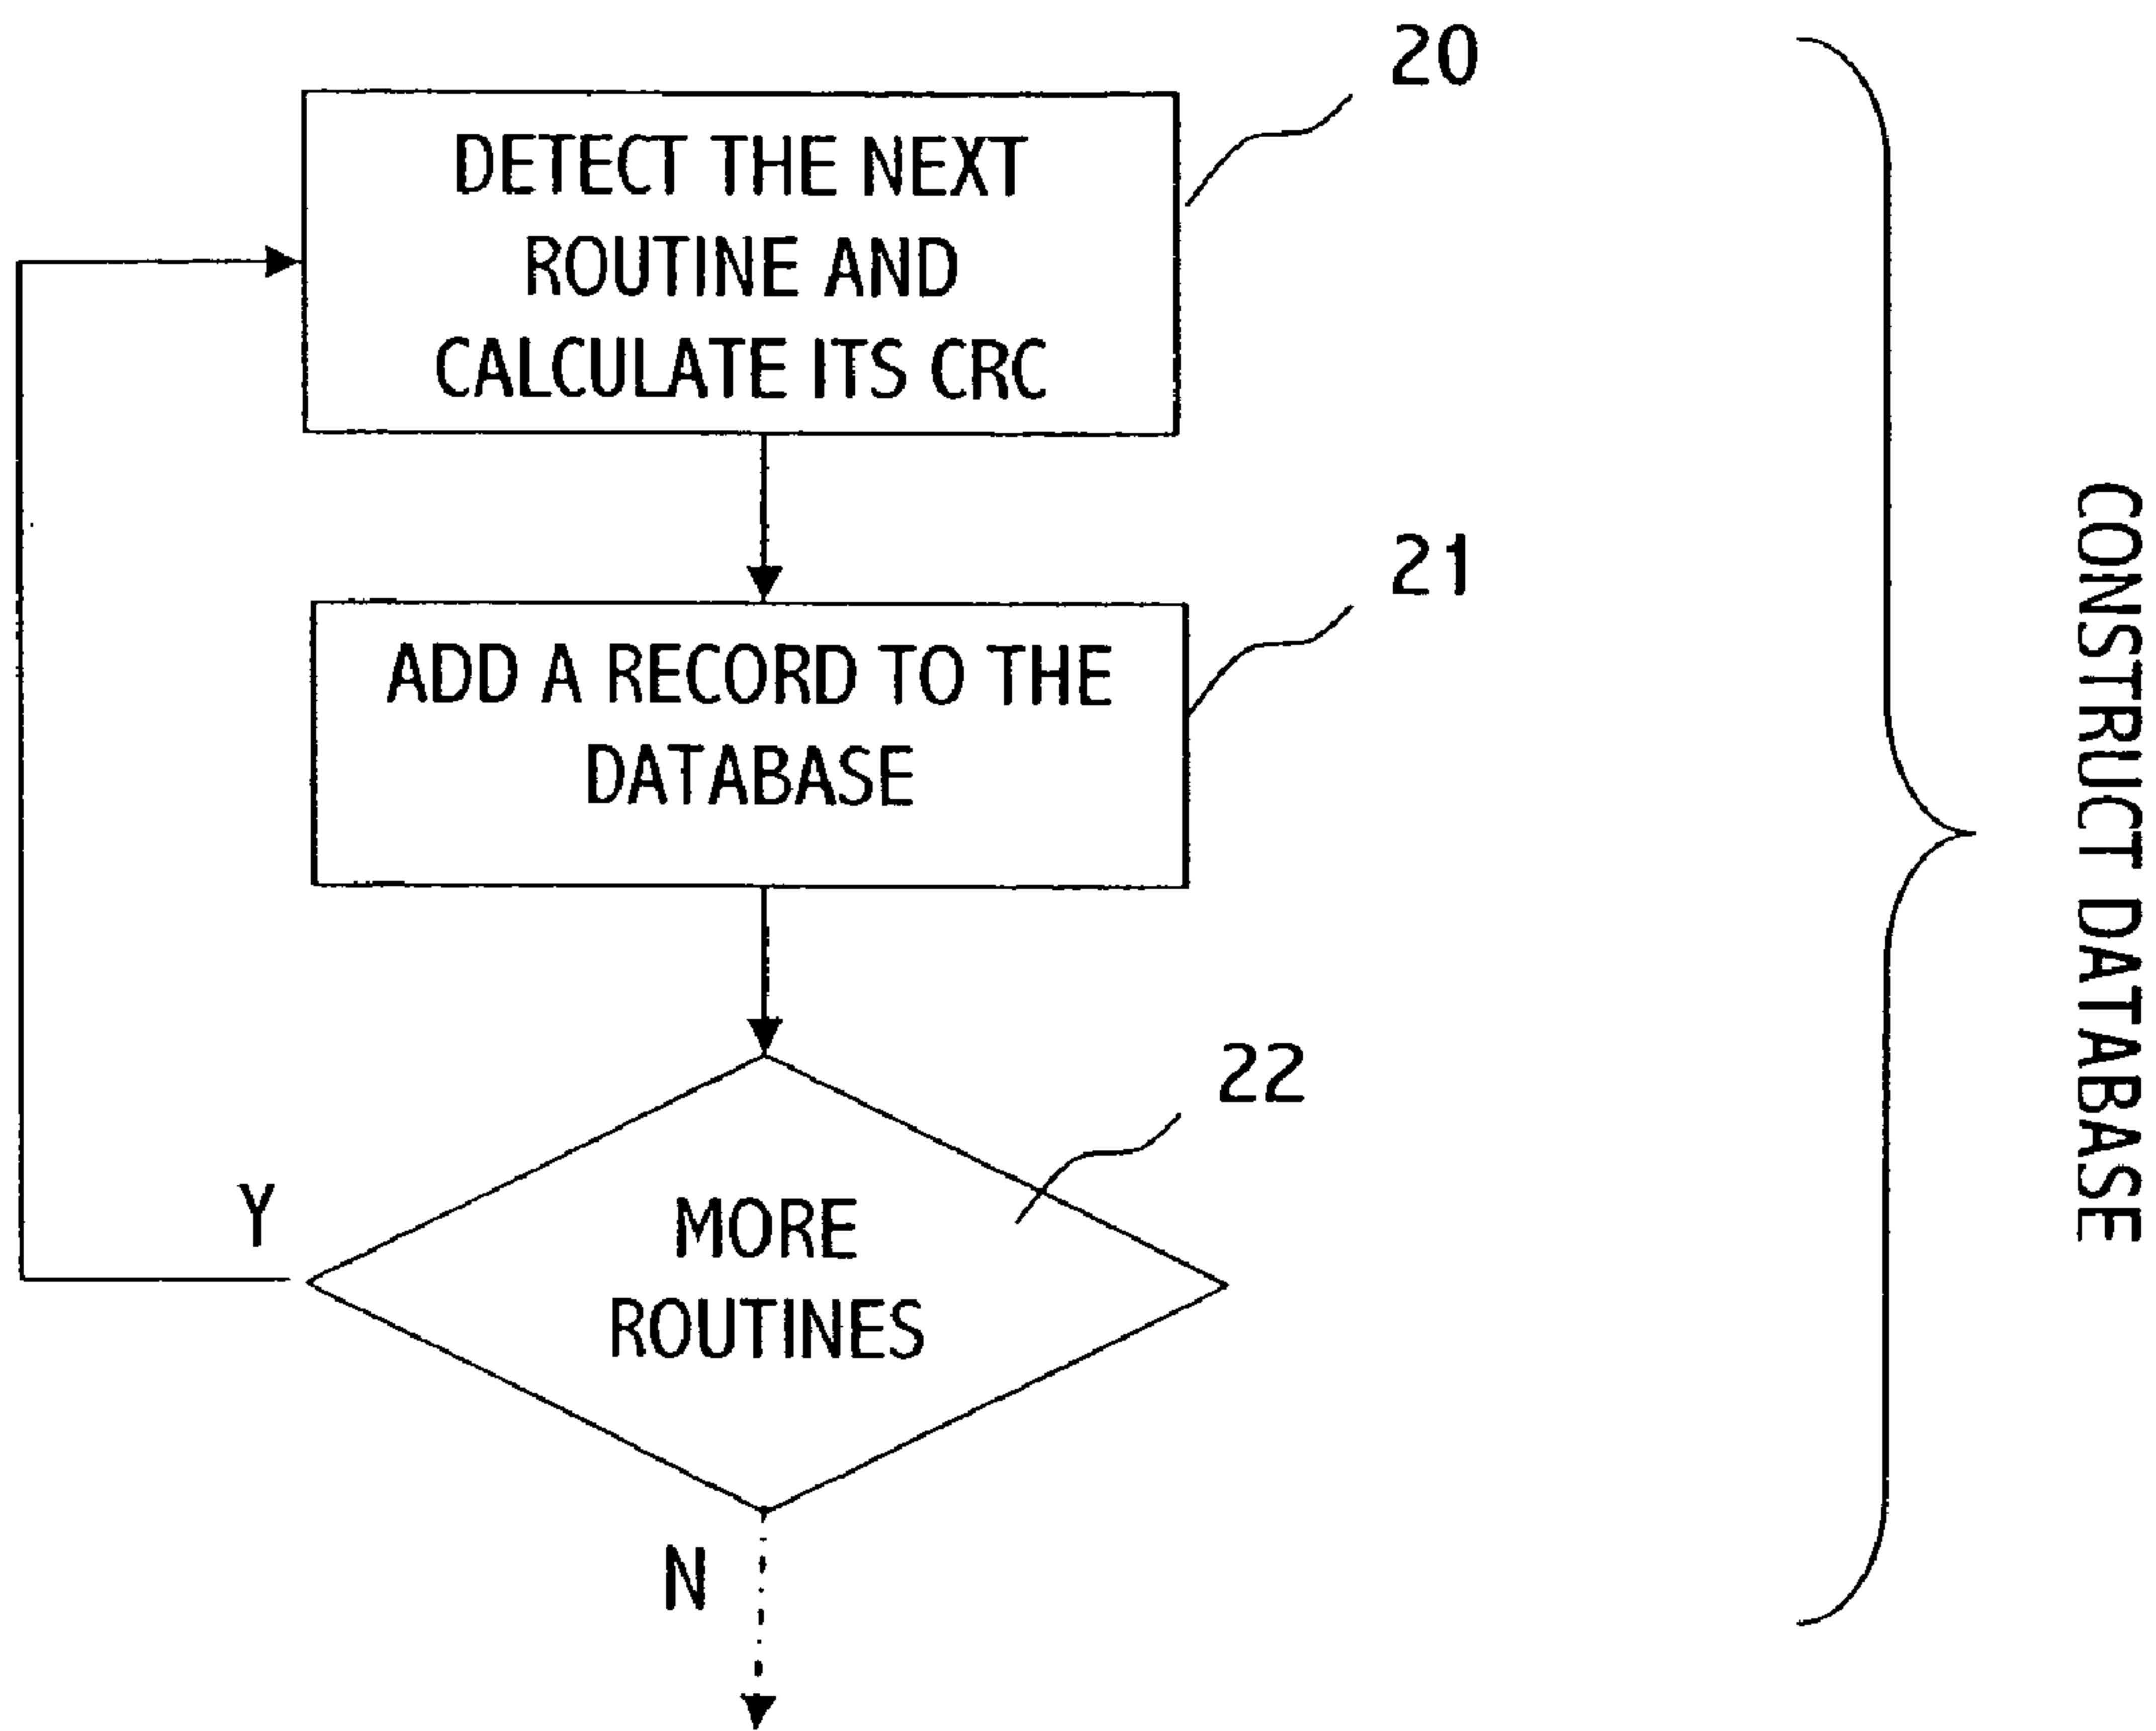 20
DETECT THE NEXT
ROUTINE AND
CALCULATE ITS CRC
21
ADD A RECORD TO THE
DATABASE
22
MORE
ROUTINES
Y
N
CONSTRUCT DATABASE